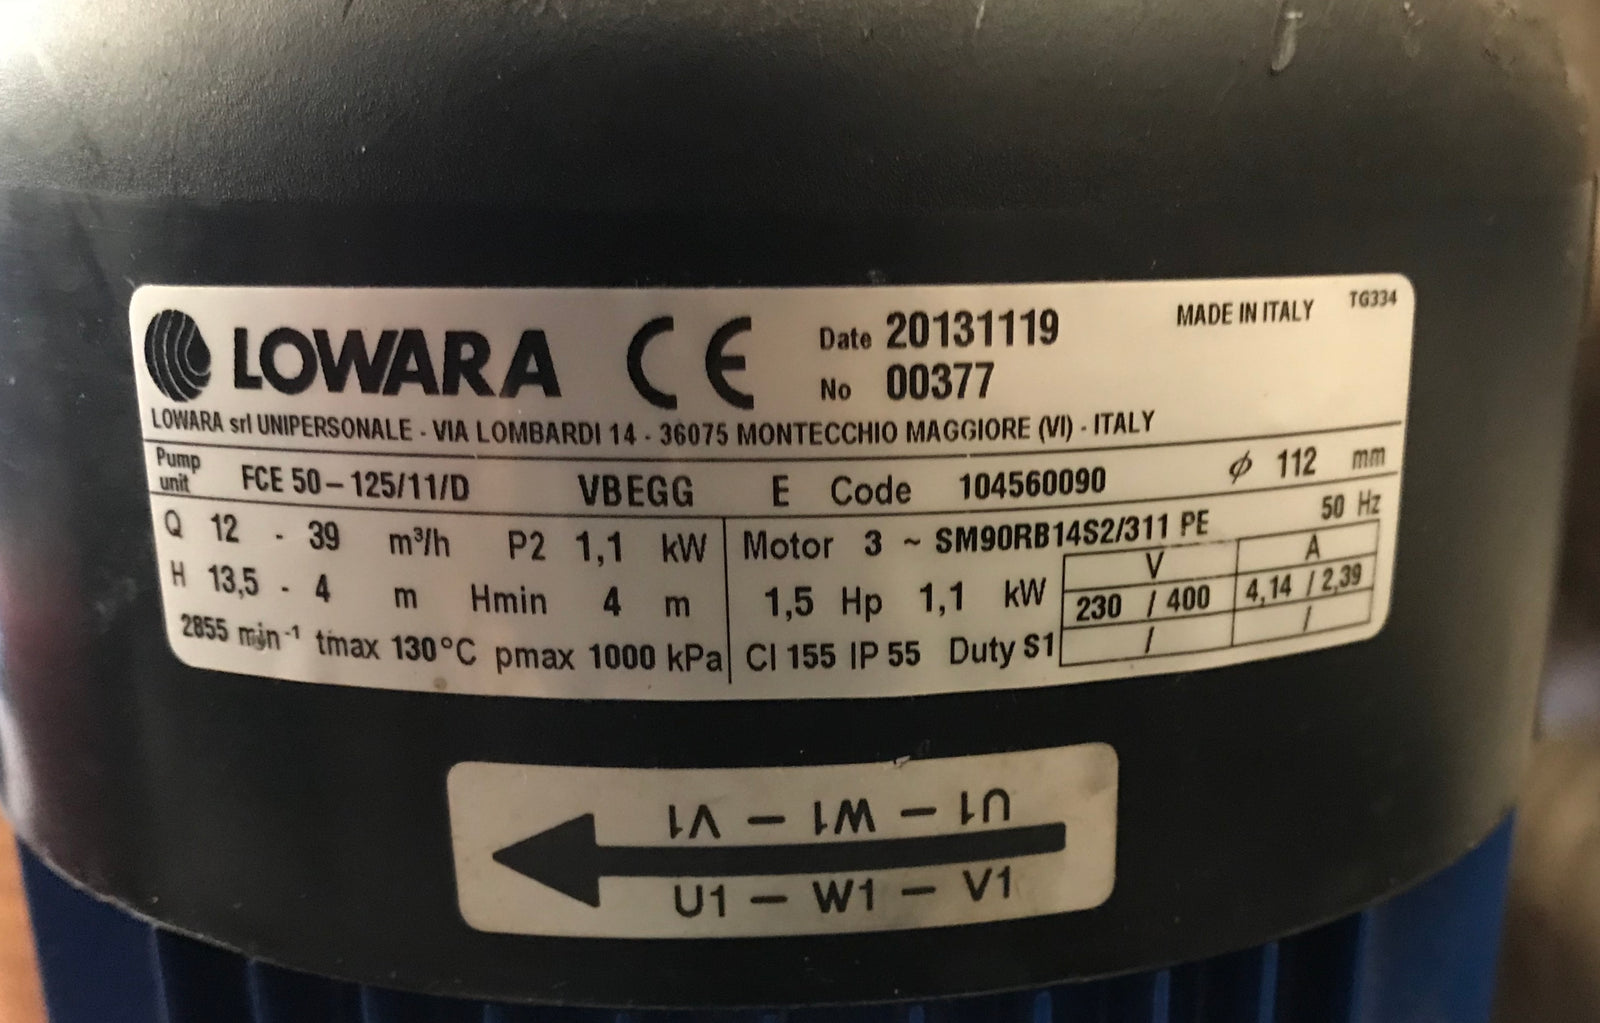 LOWARA CE Date 20131119 MADE IN ITALY TG334
No 00377
LOWARA srl UNIPERSONALE - VIA LOMBARDI 14 - 36075 MONTECCHIO MAGGIORE (VI) - ITALY
Pump unit FCE 50-125/11/D VBEGG E Code 104560090 ϕ 112 mm
Q 12 - 39 m³/h P2 1,1 kW
H 13,5 - 4 m Hmin 4 m
2855 min⁻¹ tmax 130°C pmax 1000 kPa
Motor 3 ~ SM90RB14S2/311 PE 50 Hz
1,5 Hp 1,1 kW
Cl 155 IP 55 Duty S1
V A
230 / 400 4,14 / 2,39
/ /
U1 - W1 - V1
U1 - W1 - V1